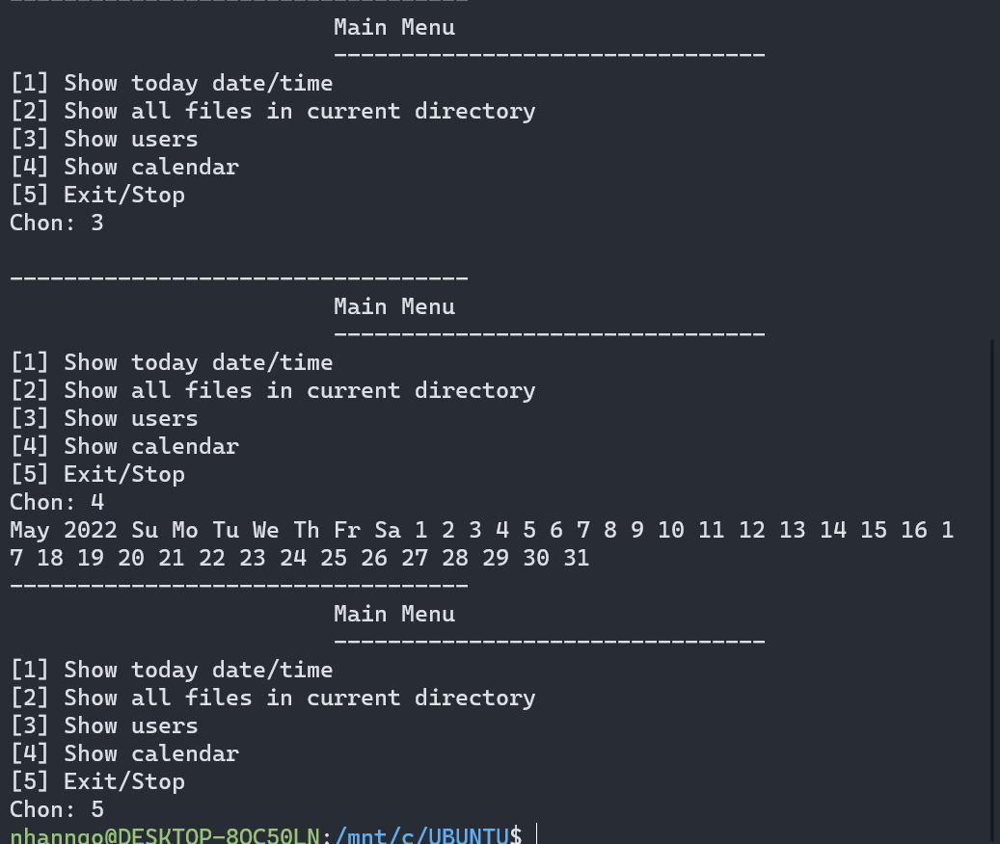 ----------------------------------
Main Menu
--------------------------------
[1] Show today date/time
[2] Show all files in current directory
[3] Show users
[4] Show calendar
[5] Exit/Stop
Chon: 3
----------------------------------
Main Menu
--------------------------------
[1] Show today date/time
[2] Show all files in current directory
[3] Show users
[4] Show calendar
[5] Exit/Stop
Chon: 4
May 2022 Su Mo Tu We Th Fr Sa 1 2 3 4 5 6 7 8 9 10 11 12 13 14 15 16 1
7 18 19 20 21 22 23 24 25 26 27 28 29 30 31
----------------------------------
Main Menu
--------------------------------
[1] Show today date/time
[2] Show all files in current directory
[3] Show users
[4] Show calendar
[5] Exit/Stop
Chon: 5
nhanngo@DESKTOP-8OC50LN:/mnt/c/UBUNTU$